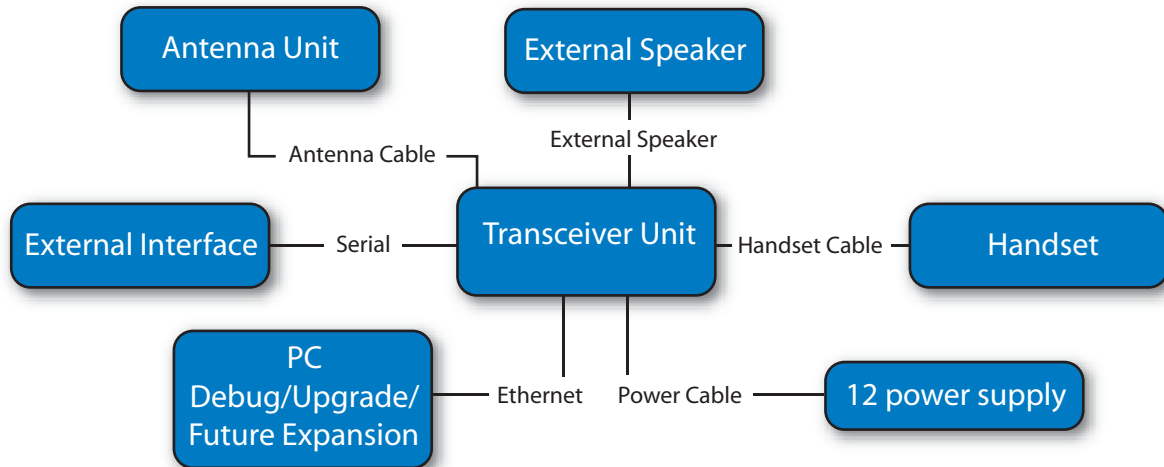 Antenna Unit
External Speaker
External Speaker
Antenna Cable
External Interface
Serial
Transceiver Unit
Handset Cable
Handset
PC
Debug/Upgrade/
Future Expansion
Ethernet
Power Cable
12 power supply